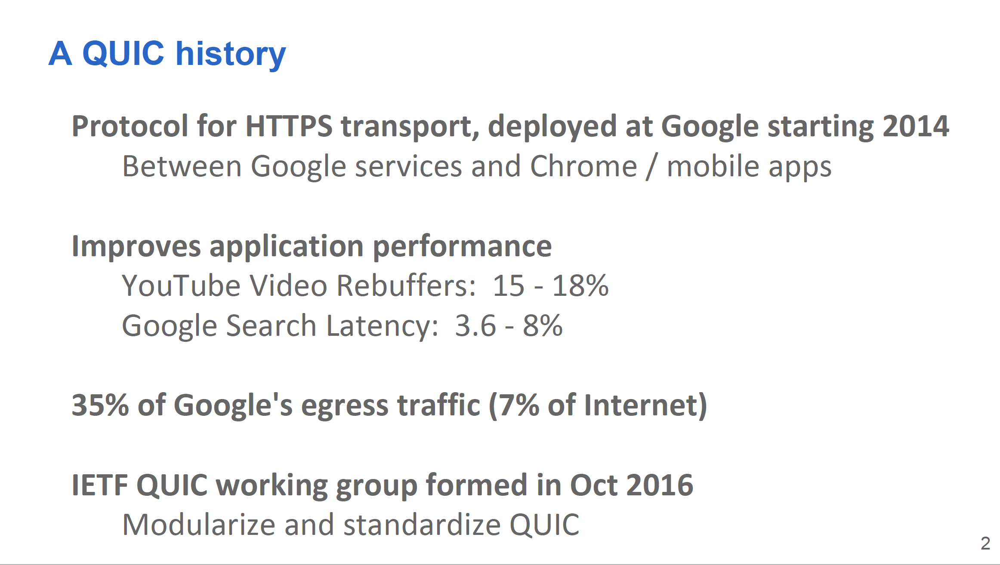 A QUIC history
Protocol for HTTPS transport, deployed at Google starting 2014
Between Google services and Chrome / mobile apps
Improves application performance
YouTube Video Rebuffers:  15 - 18%
Google Search Latency:  3.6 - 8%
35% of Google's egress traffic (7% of Internet)
IETF QUIC working group formed in Oct 2016
Modularize and standardize QUIC
2